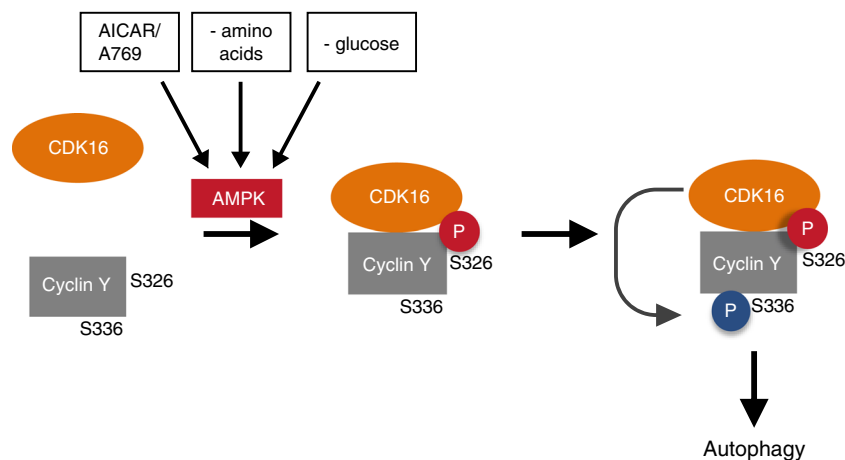 AICAR/
A769
- amino
acids
- glucose
CDK16
AMPK
Cyclin Y
S326
S336
CDK16
P
Cyclin Y
S326
S336
CDK16
P
Cyclin Y
S326
P
S336
Autophagy